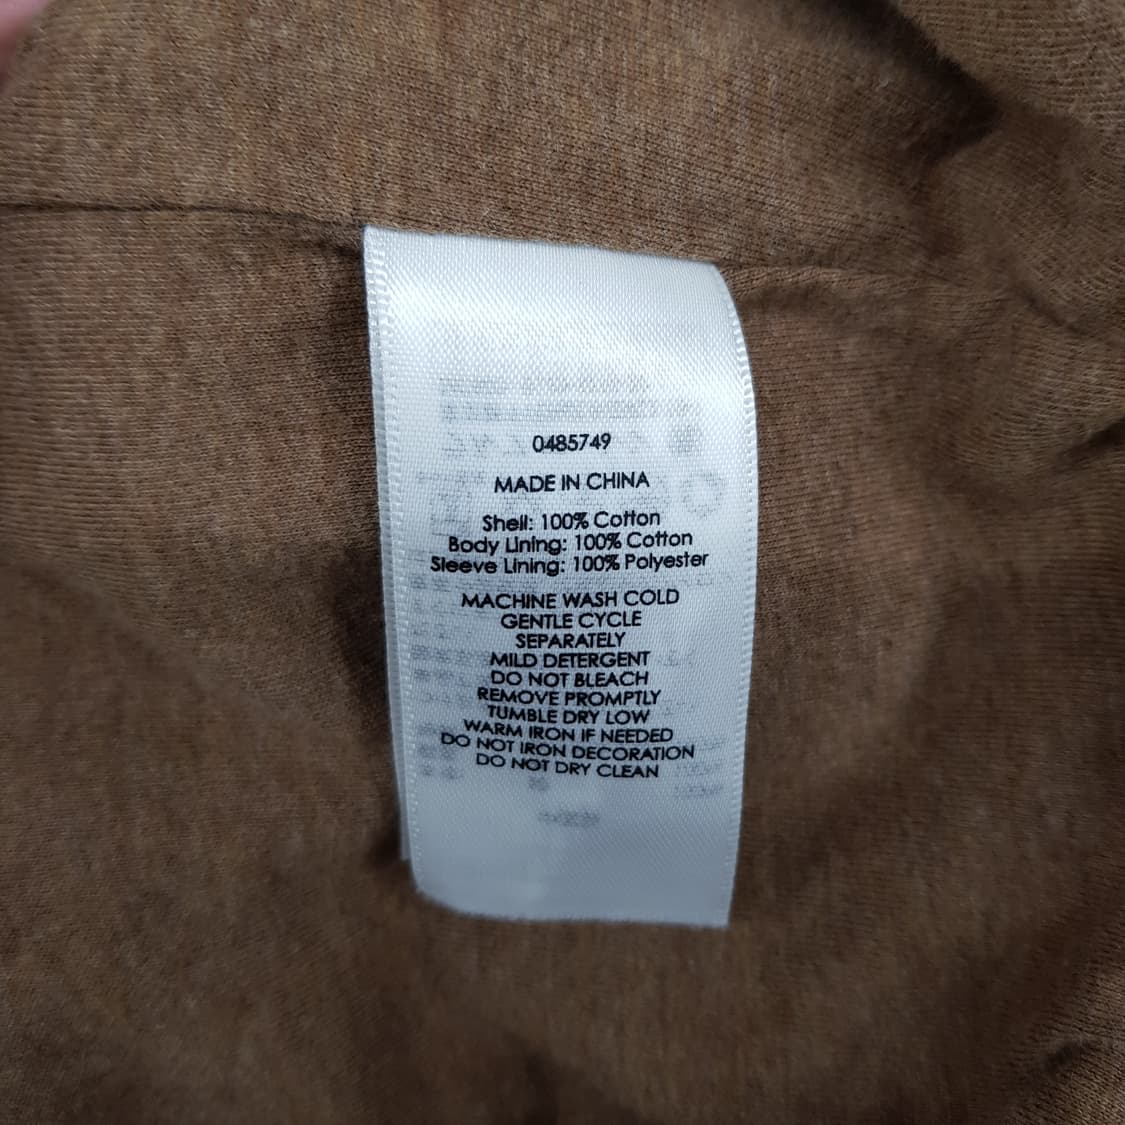 0485749
MADE IN CHINA
Shell: 100% Cotton
Body Lining: 100% Cotton
Sleeve Lining: 100% Polyester
MACHINE WASH COLD
GENTLE CYCLE
SEPARATELY
MILD DETERGENT
DO NOT BLEACH
REMOVE PROMPTLY
TUMBLE DRY LOW
WARM IRON IF NEEDED
DO NOT IRON DECORATION
DO NOT DRY CLEAN